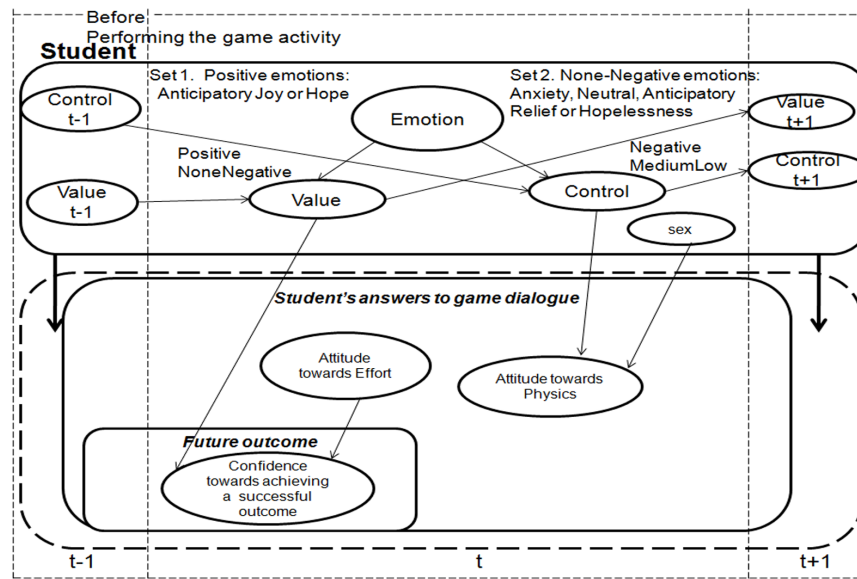 Before
Performing the game activity
Student
Control
t-1
Set 1. Positive emotions:
Anticipatory Joy or Hope
Emotion
Set 2. None-Negative emotions:
Anxiety, Neutral, Anticipatory
Relief or Hopelessness
Value
t+1
Positive
NoneNegative
Negative
MediumLow
Control
t+1
Value
t-1
Value
Control
sex
Student's answers to game dialogue
Attitude
towards Effort
Attitude towards
Physics
Future outcome
Confidence
towards achieving
a successful
outcome
t-1
t
t+1